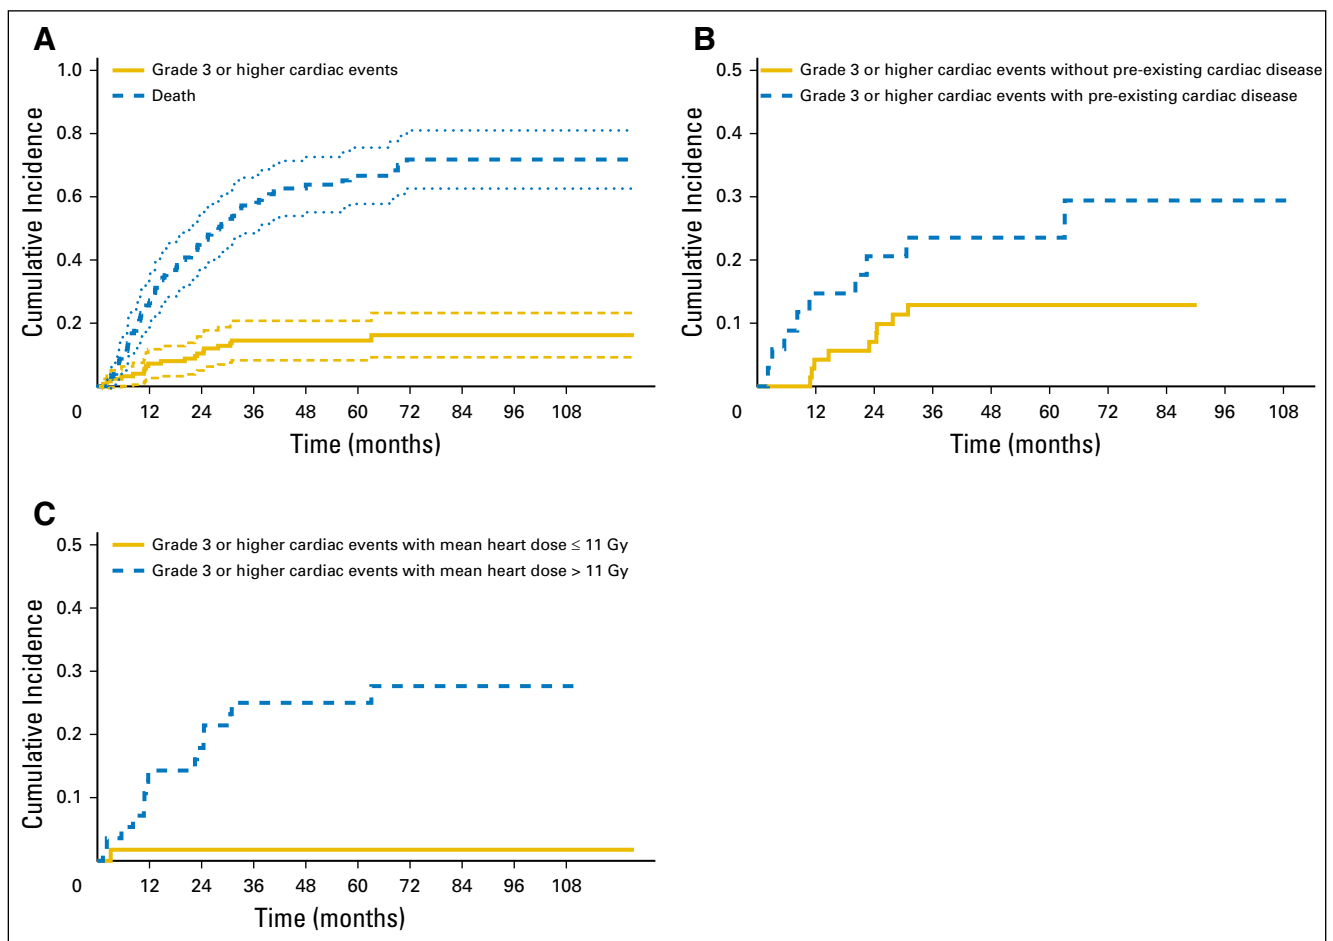 A
Grade 3 or higher cardiac events
Death
1.0
0.8
0.6
0.4
0.2
Cumulative Incidence
0 12 24 36 48 60 72 84 96 108
Time (months)
B
Grade 3 or higher cardiac events without pre-existing cardiac disease
Grade 3 or higher cardiac events with pre-existing cardiac disease
0.5
0.4
0.3
0.2
0.1
Cumulative Incidence
0 12 24 36 48 60 72 84 96 108
Time (months)
C
Grade 3 or higher cardiac events with mean heart dose ≤ 11 Gy
Grade 3 or higher cardiac events with mean heart dose > 11 Gy
0.5
0.4
0.3
0.2
0.1
Cumulative Incidence
0 12 24 36 48 60 72 84 96 108
Time (months)